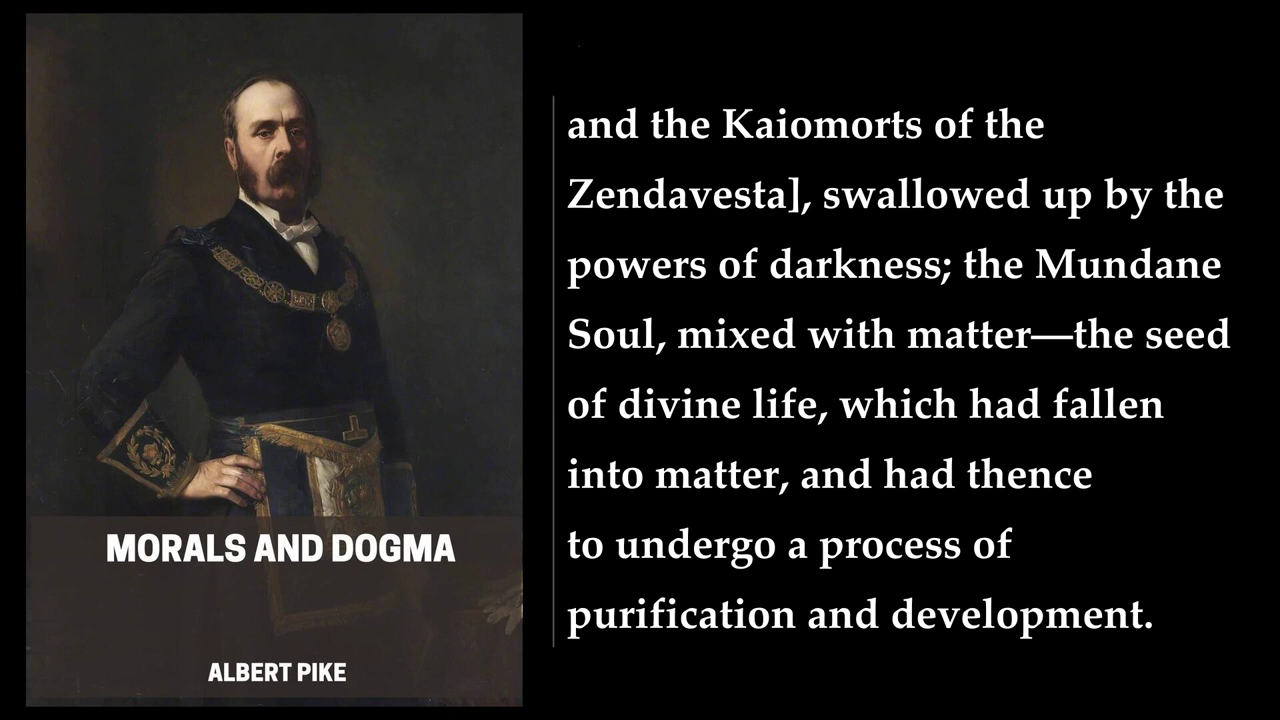 MORALS AND DOGMA
ALBERT PIKE
and the Kaiomorts of the
Zendavesta], swallowed up by the
powers of darkness; the Mundane
Soul, mixed with matter—the seed
of divine life, which had fallen
into matter, and had thence
to undergo a process of
purification and development.